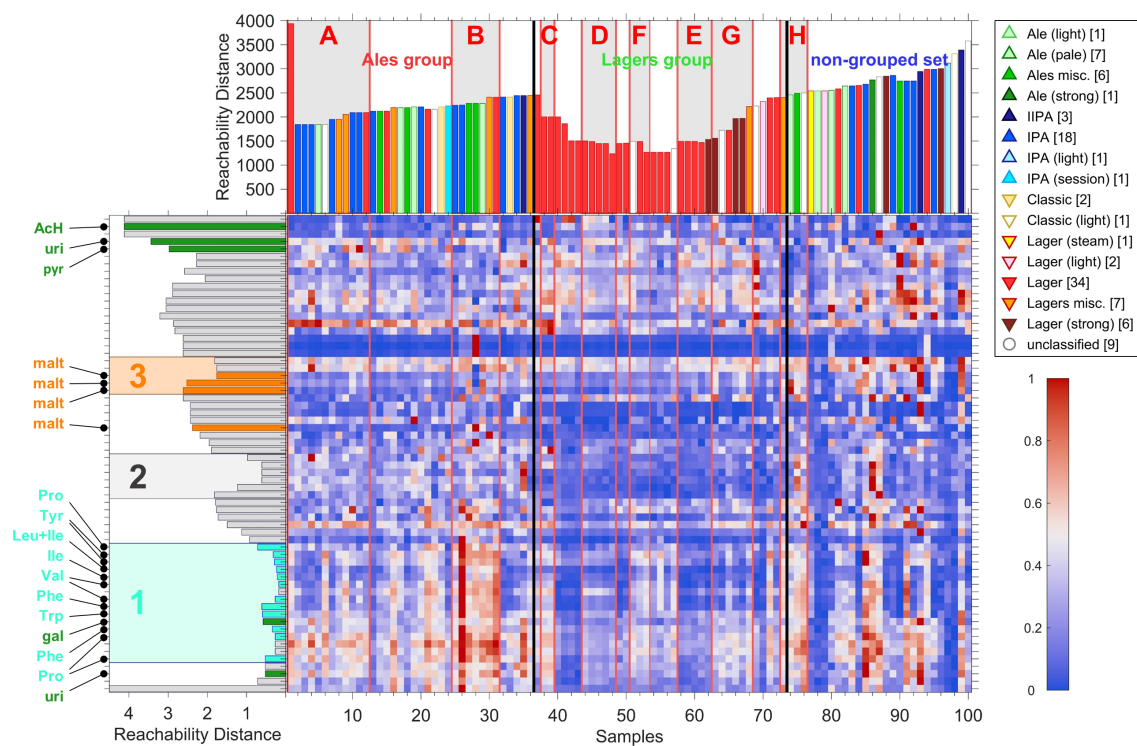 4000
3500
3000
2500
2000
1500
1000
500
Reachability Distance
A
B
C
D
F
E
G
H
Ales group
Lagers group
non-grouped set
Ale (light) [1]
Ale (pale) [7]
Ales misc. [6]
Ale (strong) [1]
IIPA [3]
IPA [18]
IPA (light) [1]
IPA (session) [1]
Classic [2]
Classic (light) [1]
Lager (steam) [1]
Lager (light) [2]
Lager [34]
Lagers misc. [7]
Lager (strong) [6]
unclassified [9]
AcH
uri
pyr
malt
malt
malt
malt
Pro
Tyr
Leu+Ile
Ile
Val
Phe
Trp
gal
Phe
Pro
uri
3
2
1
4 3 2 1
Reachability Distance
10 20 30 40 50 60 70 80 90 100
Samples
1
0.8
0.6
0.4
0.2
0